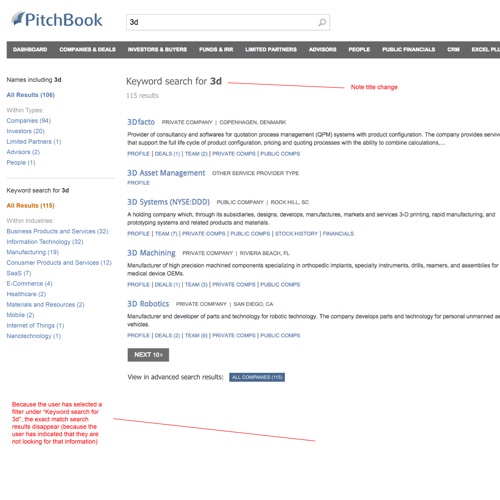 PitchBook
3d
DASHBOARD COMPANIES & DEALS INVESTORS & BUYERS FUNDS & IRR LIMITED PARTNERS ADVISORS PEOPLE PUBLIC FINANCIALS CRM EXCEL PLU
Names including 3d
All Results (106)
Within Types:
Companies (94)
Investors (20)
Limited Partners (1)
Advisors (2)
People (1)
Keyword search for 3d
All Results (115)
Within Industries:
Business Products and Services (32)
Information Technology (32)
Manufacturing (19)
Consumer Products and Services (12)
SaaS (7)
E-Commerce (4)
Healthcare (2)
Materials and Resources (2)
Mobile (2)
Internet of Things (1)
Nanotechnology (1)
Keyword search for 3d
115 results
Note title change
3Dfacto PRIVATE COMPANY | COPENHAGEN, DENMARK
Provider of consultancy and softwares for quotation process management (QPM) systems with product configuration. The company provides servive
that support the full life cycle of product configuration, pricing and quoting processes with the ability to combine calculations,...
PROFILE | DEALS (1) | TEAM (2) | PRIVATE COMPS | PUBLIC COMPS
3D Asset Management OTHER SERVICE PROVIDER TYPE
PROFILE
3D Systems (NYSE:DDD) PUBLIC COMPANY | ROCK HILL, SC
A holding company which, through its subsidiaries, designs, develops, manufactures, markets and services 3-D printing, rapid manufacturing, and
prototyping systems and related products and materials.
PROFILE | TEAM (7) | PRIVATE COMPS | PUBLIC COMPS | STOCK HISTORY | FINANCIALS
3D Machining PRIVATE COMPANY | RIVIERA BEACH, FL
Manufacturer of high precision machined components specializing in orthopedic implants, specialty instruments, drills, reamers, and assemblies for
medical device OEMs.
PROFILE | DEALS (1) | TEAM (3) | PRIVATE COMPS | PUBLIC COMPS
3D Robotics PRIVATE COMPANY | SAN DIEGO, CA
Manufacturer and developer of parts and technology for robotic technology. The company develops parts and technology for personal unmanned ae
vehicles.
PROFILE | DEALS (2) | TEAM (6) | PRIVATE COMPS | PUBLIC COMPS
NEXT 10»
View in advanced search results: ALL COMPANIES (115)
Because the user has selected a
filter under "Keyword search for
3d", the exact match search
results disappear (because the
user has indicated that they are
not looking for that information)